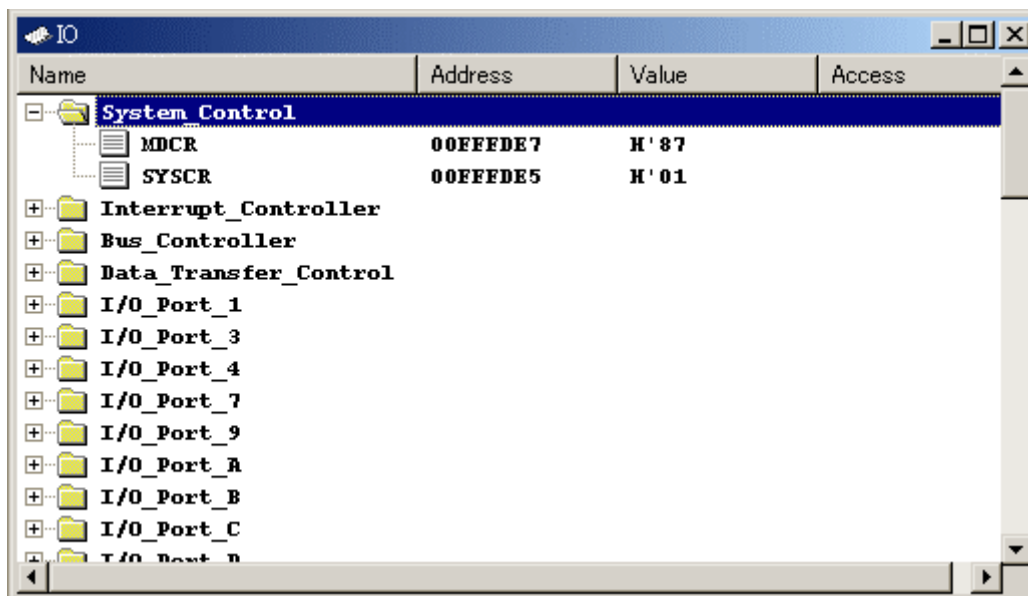 IO
Name Address Value Access
System_Control
MDCR 00FFFDE7 H'87
SYSCR 00FFFDE5 H'01
Interrupt_Controller
Bus_Controller
Data_Transfer_Control
I/O_Port_1
I/O_Port_3
I/O_Port_4
I/O_Port_7
I/O_Port_9
I/O_Port_A
I/O_Port_B
I/O_Port_C